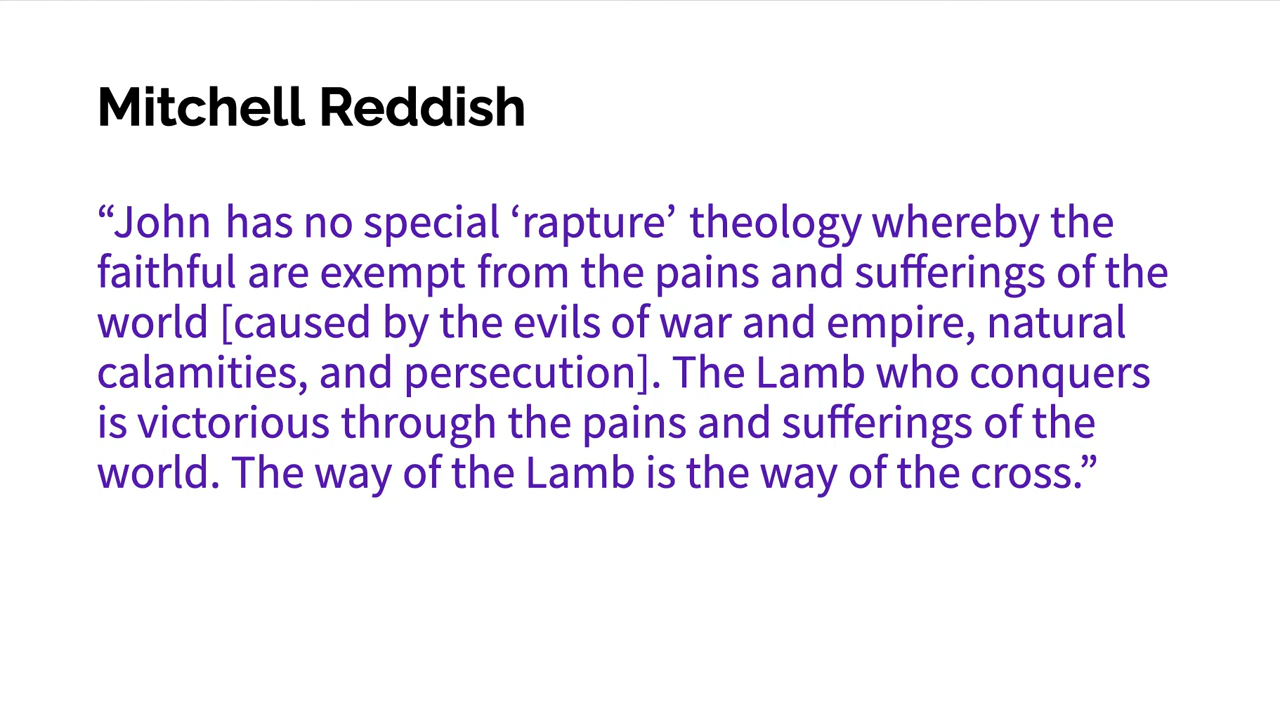 Mitchell Reddish
“John has no special ‘rapture’ theology whereby the
faithful are exempt from the pains and sufferings of the
world [caused by the evils of war and empire, natural
calamities, and persecution]. The Lamb who conquers
is victorious through the pains and sufferings of the
world. The way of the Lamb is the way of the cross.”